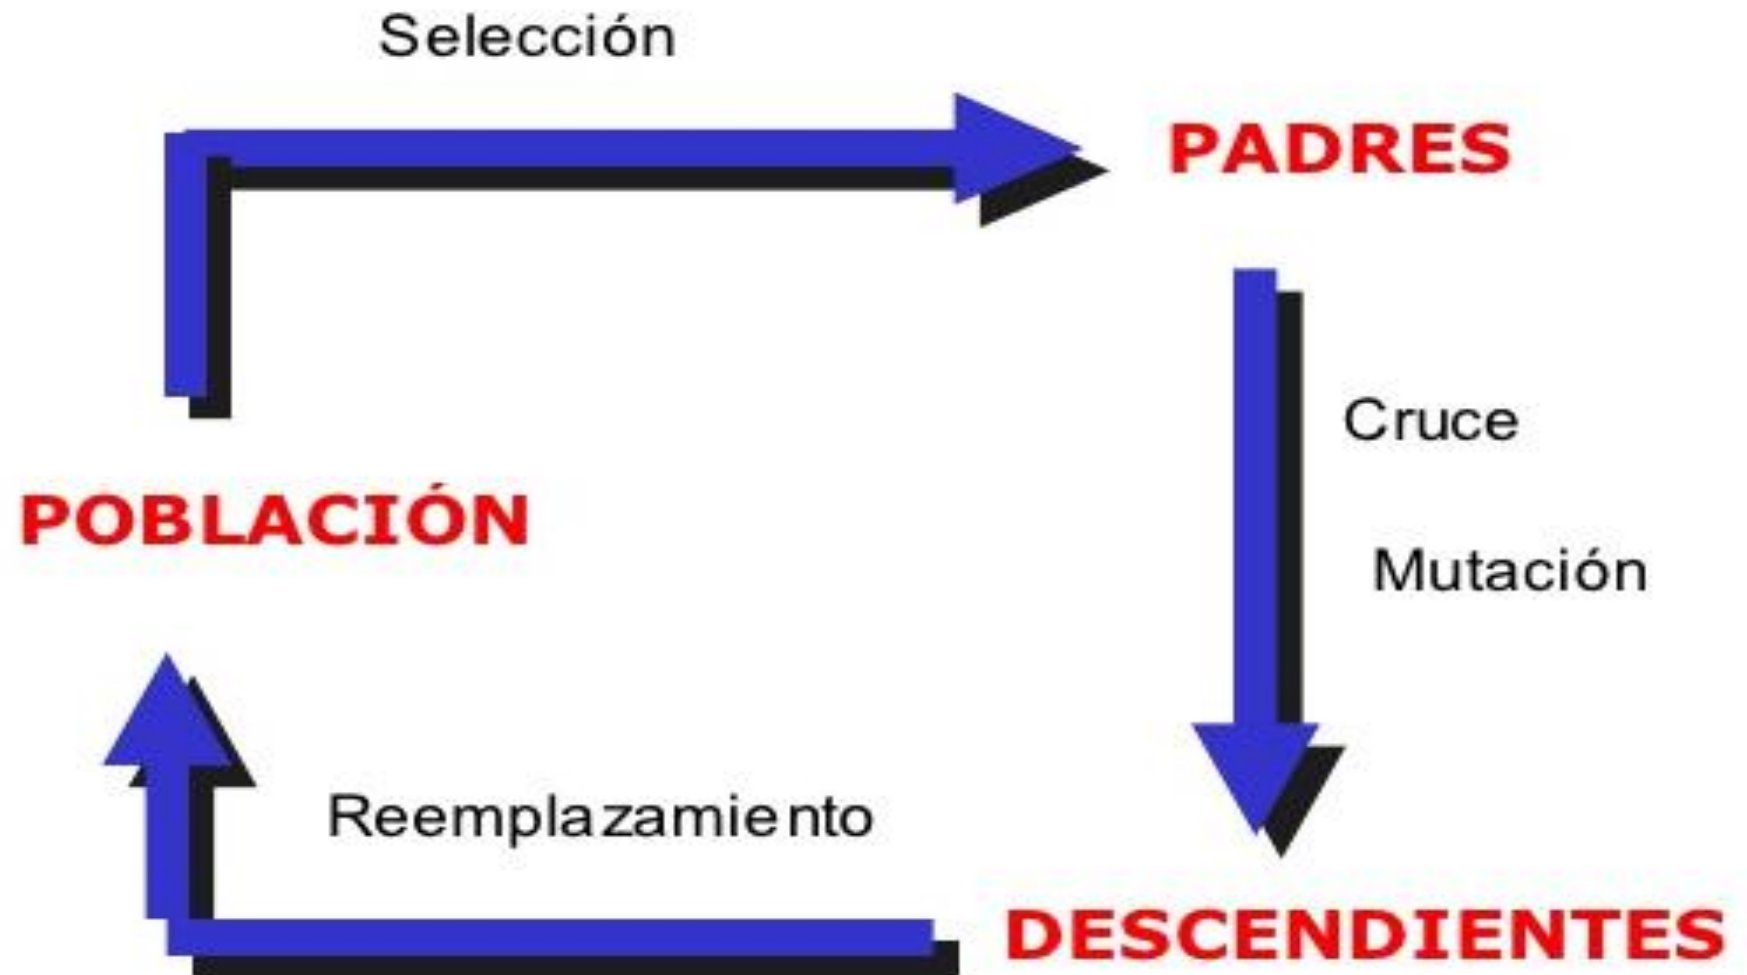 Selección
PADRES
Cruce
POBLACIÓN
Mutación
Reemplazamiento
DESCENDIENTES